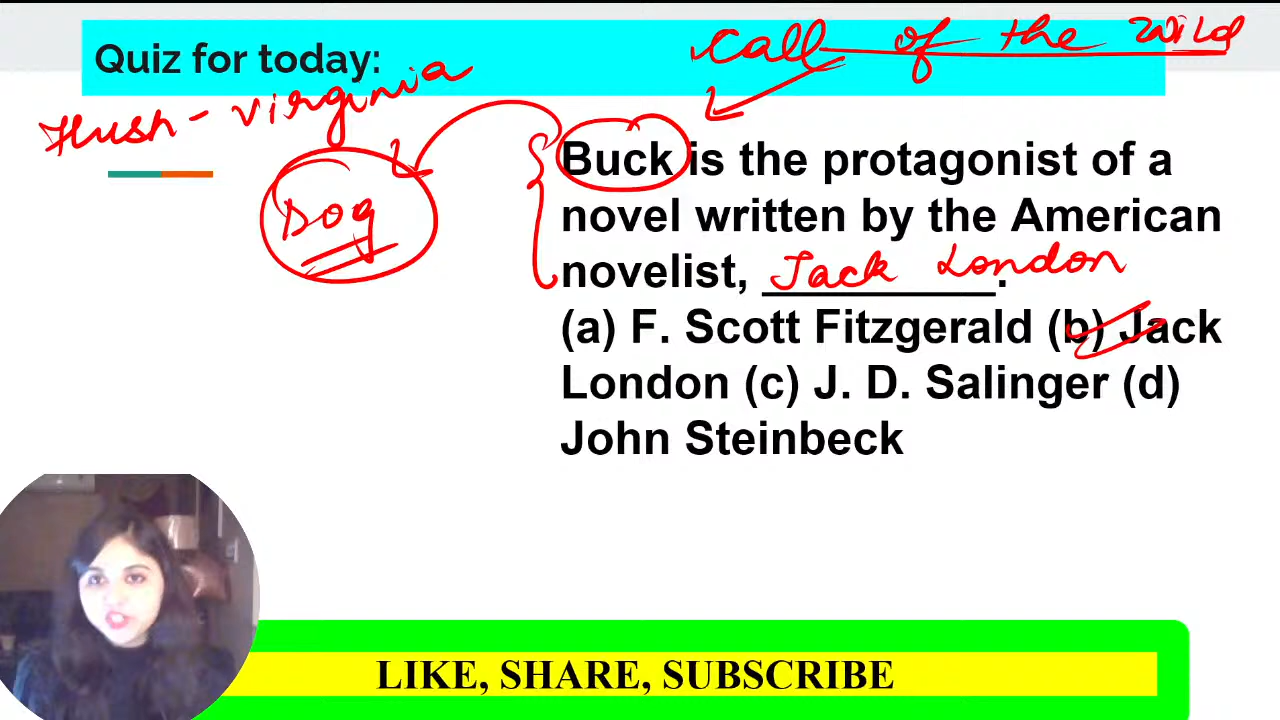 call of the wild
Quiz for today:
Flush - virginia
Dog
Buck is the protagonist of a
novel written by the American
novelist, Jack London.
(a) F. Scott Fitzgerald (b) Jack
London (c) J. D. Salinger (d)
John Steinbeck
LIKE, SHARE, SUBSCRIBE